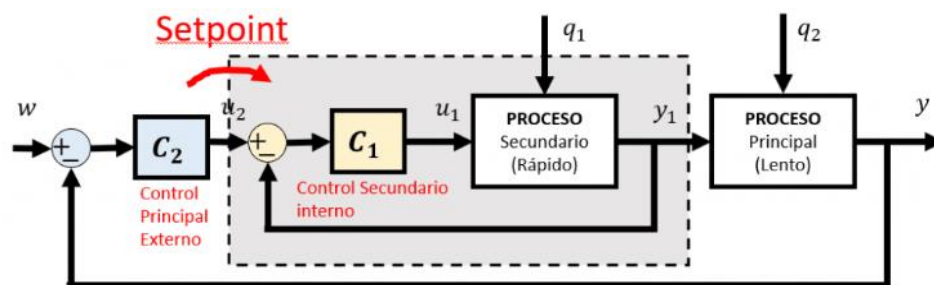 Setpoint
q₁
q₂
w
u₂
u₁
y₁
y
C₂
C₁
PROCESO
Secundario
(Rápido)
PROCESO
Principal
(Lento)
+
−
+
−
Control
Principal
Externo
Control Secundario
interno